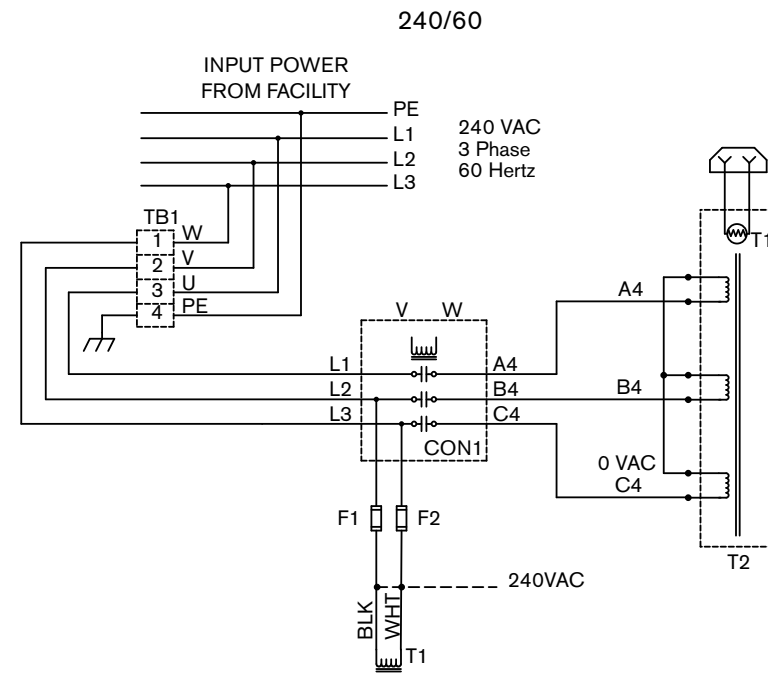 240/60
INPUT POWER
FROM FACILITY
PE
L1
L2
L3
240 VAC
3 Phase
60 Hertz
TB1
1 W
2 V
3 U
4 PE
V W
L1
L2
L3
A4
B4
C4
CON1
A4
B4
0 VAC
C4
T1
T2
F1
F2
240VAC
BLK
WHT
T1